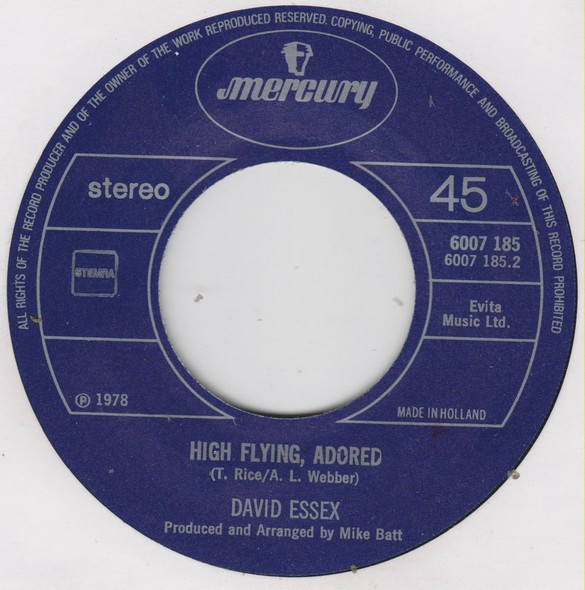 ALL RIGHTS OF THE RECORD PRODUCER AND OF THE OWNER OF THE WORK REPRODUCED RESERVED. COPYING, PUBLIC PERFORMANCE AND BROADCASTING OF THIS RECORD PROHIBITED
mercury
stereo
45
6007 185
6007 185.2
STEMRA
Evita
Music Ltd.
℗ 1978
MADE IN HOLLAND
HIGH FLYING, ADORED
(T. Rice/A. L. Webber)
DAVID ESSEX
Produced and Arranged by Mike Batt